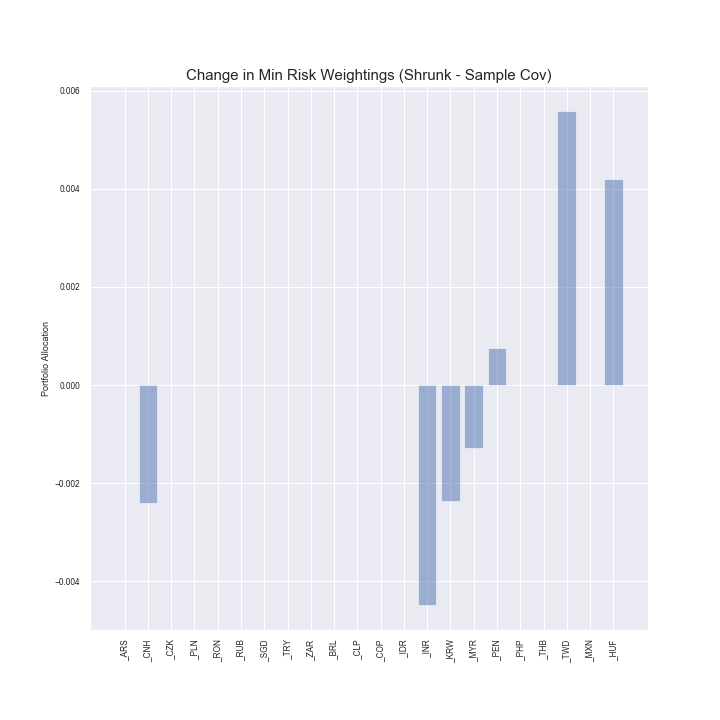 Change in Min Risk Weightings (Shrunk - Sample Cov)
0.006
0.004
0.002
0.000
−0.002
−0.004
Portfolio Allocation
_ARS
_CNH
_CZK
_PLN
_RON
_RUB
_SGD
_TRY
_ZAR
_BRL
_CLP
_COP
_IDR
_INR
_KRW
_MYR
_PEN
_PHP
_THB
_TWD
_MXN
_HUF